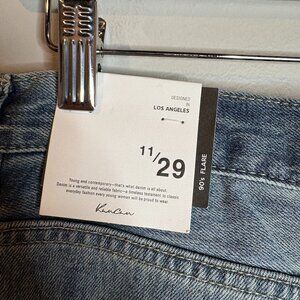 DESIGNED
IN
LOS ANGELES
11/29
90's FLARE
Young and contemporary—that's what denim is all about.
Denim is a versatile and reliable fabric—a timeless testament to classic
everyday fashion every young woman will be proud to wear.
KanCan